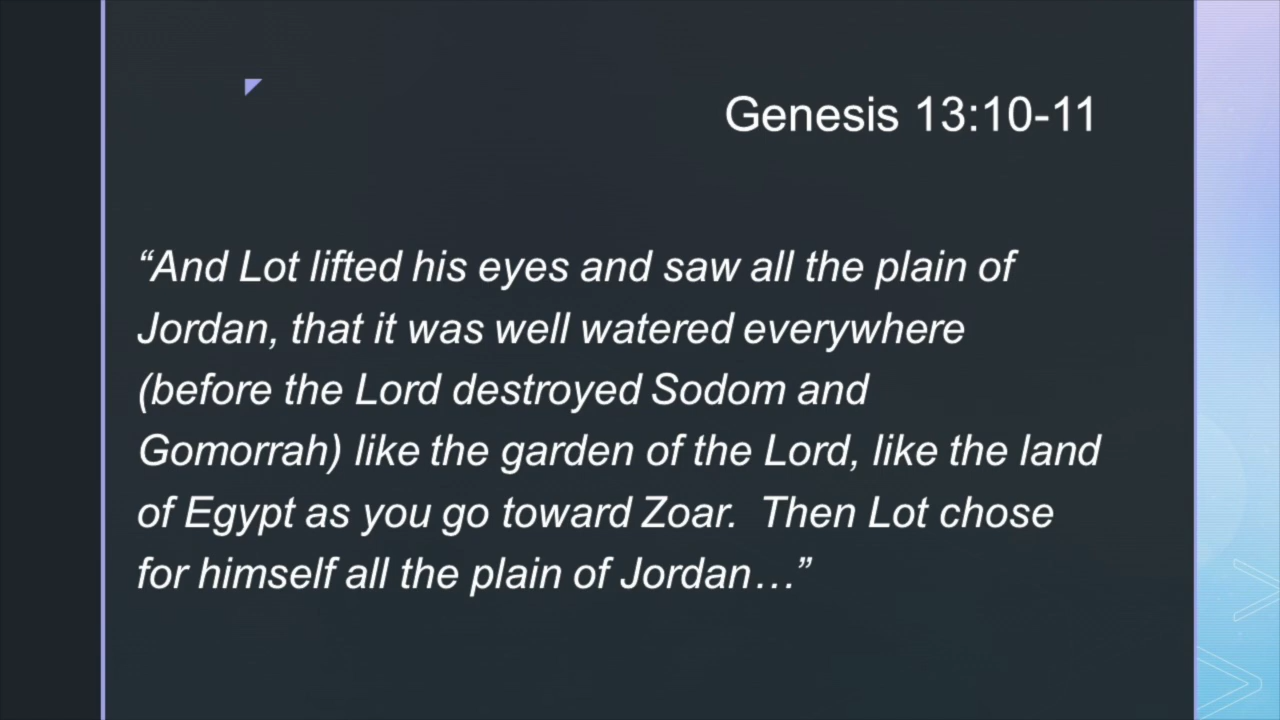 Genesis 13:10-11
“And Lot lifted his eyes and saw all the plain of
Jordan, that it was well watered everywhere
(before the Lord destroyed Sodom and
Gomorrah) like the garden of the Lord, like the land
of Egypt as you go toward Zoar.  Then Lot chose
for himself all the plain of Jordan…”